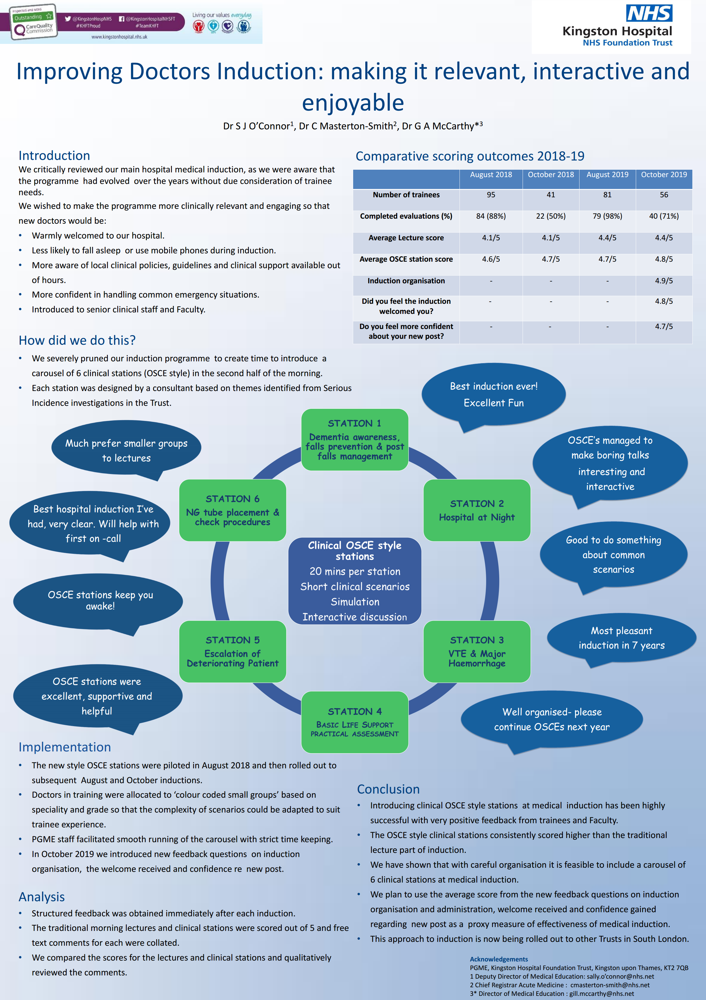 Inspected and rated
Outstanding
CareQuality
Commission
@KingstonHospNHS
#KHFTProud
@KingstonHospitalNHSFT
#TeamKHFT
www.kingstonhospital.nhs.uk
Living our values everyday
CARING
SAFE
RESPONSIBLE
NHS
Kingston Hospital
NHS Foundation Trust
Improving Doctors Induction: making it relevant, interactive and
enjoyable
Dr S J O'Connor1, Dr C Masterton-Smith2, Dr G A McCarthy*3
Introduction
We critically reviewed our main hospital medical induction, as we were aware that
the programme had evolved over the years without due consideration of trainee
needs.
We wished to make the programme more clinically relevant and engaging so that
new doctors would be:
• Warmly welcomed to our hospital.
• Less likely to fall asleep or use mobile phones during induction.
• More aware of local clinical policies, guidelines and clinical support available out
of hours.
• More confident in handling common emergency situations.
• Introduced to senior clinical staff and Faculty.
How did we do this?
• We severely pruned our induction programme to create time to introduce a
carousel of 6 clinical stations (OSCE style) in the second half of the morning.
• Each station was designed by a consultant based on themes identified from Serious
Incidence investigations in the Trust.
Comparative scoring outcomes 2018-19
August 2018 October 2018 August 2019 October 2019
Number of trainees 95 41 81 56
Completed evaluations (%) 84 (88%) 22 (50%) 79 (98%) 40 (71%)
Average Lecture score 4.1/5 4.1/5 4.4/5 4.4/5
Average OSCE station score 4.6/5 4.7/5 4.7/5 4.8/5
Induction organisation - - - 4.9/5
Did you feel the induction
welcomed you? - - - 4.8/5
Do you feel more confident
about your new post? - - - 4.7/5
Best induction ever!
Excellent Fun
Much prefer smaller groups
to lectures
OSCE's managed to
make boring talks
interesting and
interactive
Best hospital induction I've
had, very clear. Will help with
first on -call
Good to do something
about common
scenarios
OSCE stations keep you
awake!
Most pleasant
induction in 7 years
OSCE stations were
excellent, supportive and
helpful
Well organised- please
continue OSCEs next year
STATION 1
Dementia awareness,
falls prevention & post
falls management
STATION 2
Hospital at Night
STATION 3
VTE & Major
Haemorrhage
STATION 4
BASIC LIFE SUPPORT
PRACTICAL ASSESSMENT
STATION 5
Escalation of
Deteriorating Patient
STATION 6
NG tube placement &
check procedures
Clinical OSCE style
stations
20 mins per station
Short clinical scenarios
Simulation
Interactive discussion
Implementation
• The new style OSCE stations were piloted in August 2018 and then rolled out to
subsequent August and October inductions.
• Doctors in training were allocated to 'colour coded small groups' based on
speciality and grade so that the complexity of scenarios could be adapted to suit
trainee experience.
• PGME staff facilitated smooth running of the carousel with strict time keeping.
• In October 2019 we introduced new feedback questions on induction
organisation, the welcome received and confidence re new post.
Analysis
• Structured feedback was obtained immediately after each induction.
• The traditional morning lectures and clinical stations were scored out of 5 and free
text comments for each were collated.
• We compared the scores for the lectures and clinical stations and qualitatively
reviewed the comments.
Conclusion
• Introducing clinical OSCE style stations at medical induction has been highly
successful with very positive feedback from trainees and Faculty.
• The OSCE style clinical stations consistently scored higher than the traditional
lecture part of induction.
• We have shown that with careful organisation it is feasible to include a carousel of
6 clinical stations at medical induction.
• We plan to use the average score from the new feedback questions on induction
organisation and administration, welcome received and confidence gained
regarding new post as a proxy measure of effectiveness of medical induction.
• This approach to induction is now being rolled out to other Trusts in South London.
Acknowledgements
PGME, Kingston Hospital Foundation Trust, Kingston upon Thames, KT2 7QB
1 Deputy Director of Medical Education: sally.o'connor@nhs.net
2 Chief Registrar Acute Medicine : cmasterton-smith@nhs.net
3* Director of Medical Education : gill.mccarthy@nhs.net